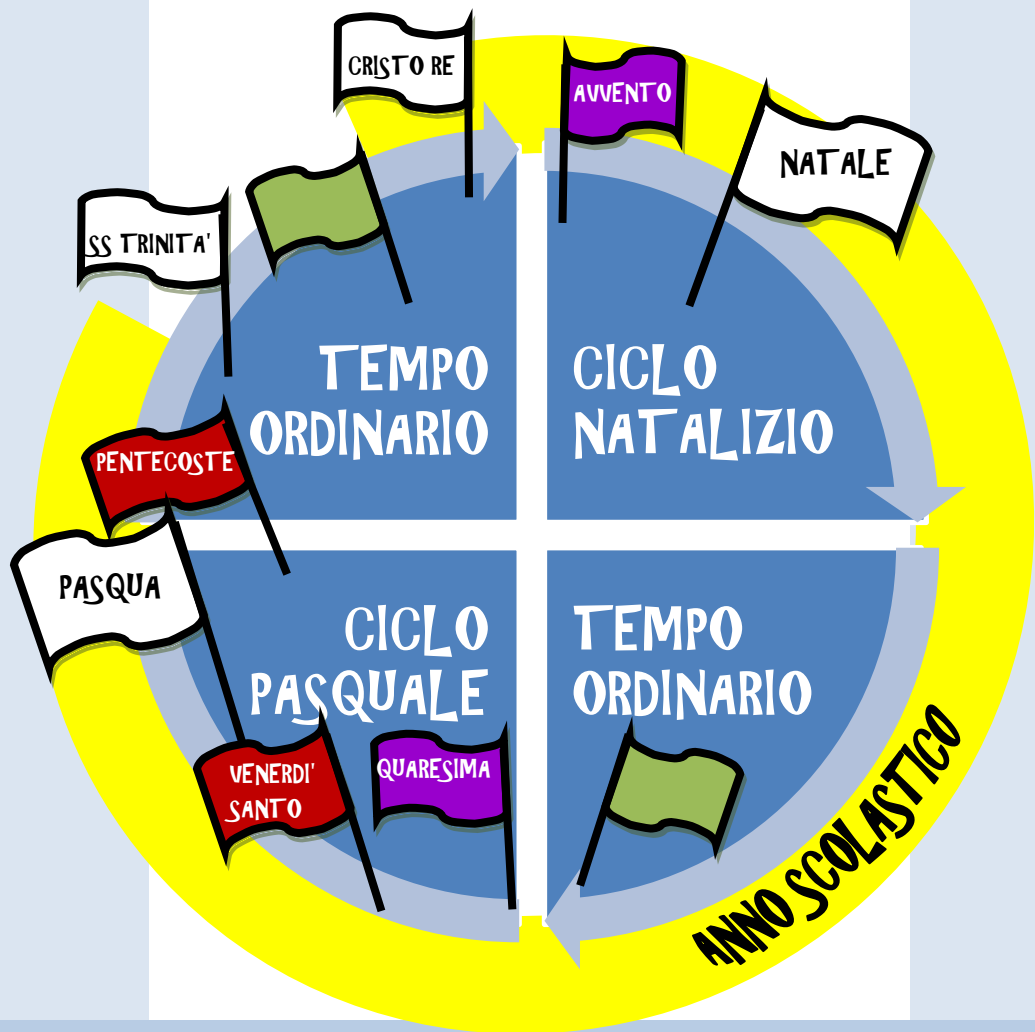 CRISTO RE
AVVENTO
NATALE
SS TRINITA'
TEMPO
ORDINARIO
CICLO
NATALIZIO
PENTECOSTE
PASQUA
CICLO
PASQUALE
TEMPO
ORDINARIO
VENERDI'
SANTO
QUARESIMA
ANNO SCOLASTICO